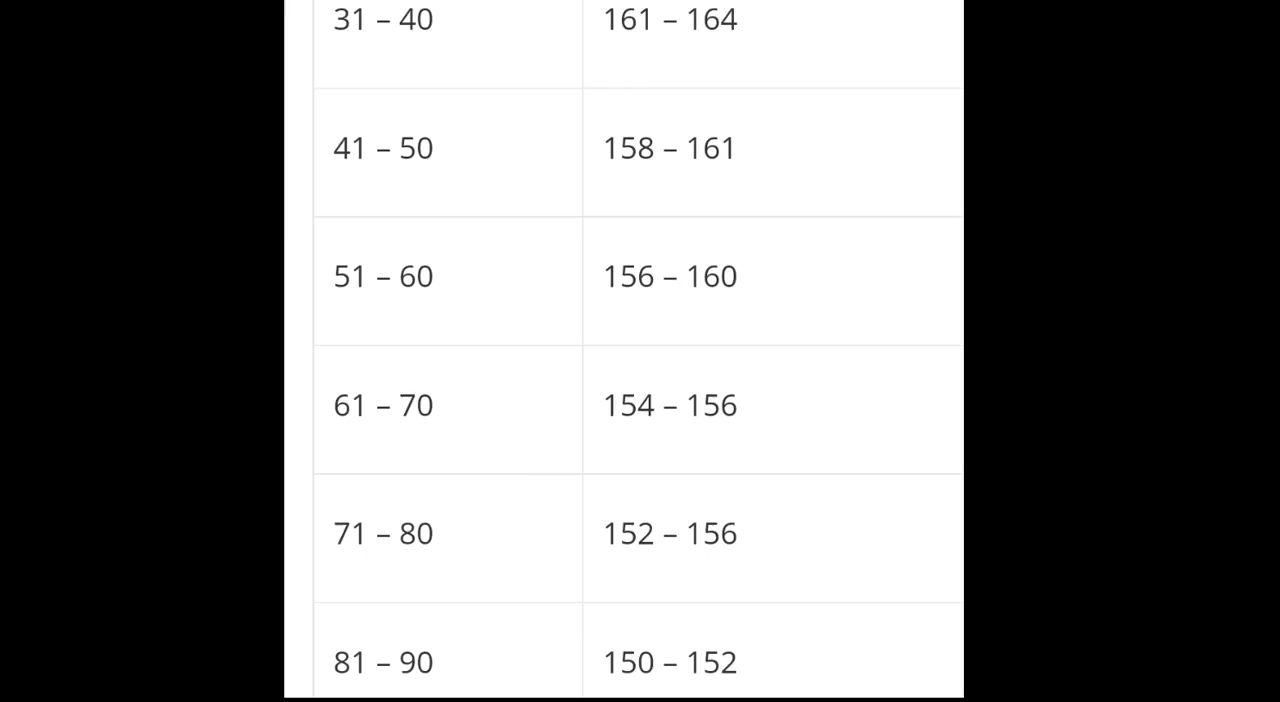 31 – 40 161 – 164
41 – 50 158 – 161
51 – 60 156 – 160
61 – 70 154 – 156
71 – 80 152 – 156
81 – 90 150 – 152